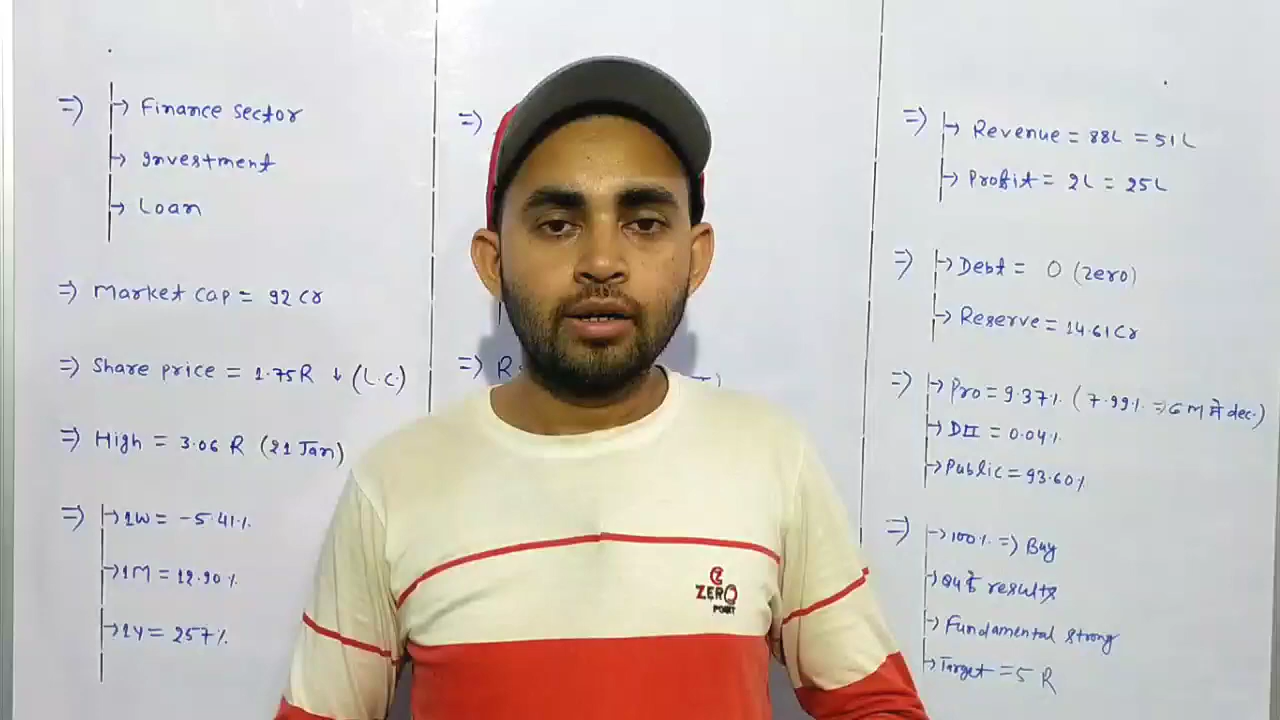 => → Finance sector
→ Investment
→ Loan
=> Market cap = 92 Cr
=> Share price = 1.75R ↓ (L.C.)
=> High = 3.06 R (21 Jan)
=> → 1W = -5.41%
→ 1M = 12.90%
→ 1Y = 257%
=>
=> R
=> → Revenue = 88L = 51L
→ Profit = 2L = 25L
=> → Debt = 0 (Zero)
→ Reserve = 14.61Cr
=> → Pro = 9.37% (7.99% => 6 M में dec.)
→ DII = 0.04%
→ Public = 93.60%
=> → 100% => Buy
→ Q4 के results
→ Fundamental strong
→ Target = 5 R
ZERO
POINT